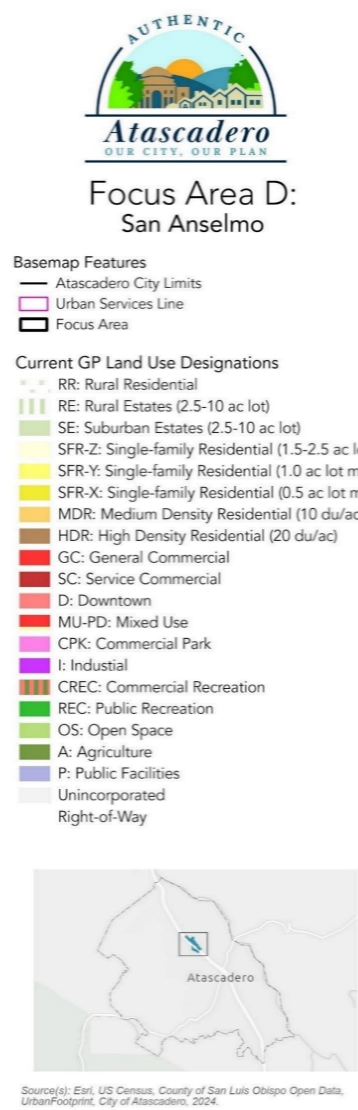 AUTHENTIC
Atascadero
OUR CITY, OUR PLAN
Focus Area D:
San Anselmo
Basemap Features
Atascadero City Limits
Urban Services Line
Focus Area
Current GP Land Use Designations
RR: Rural Residential
RE: Rural Estates (2.5-10 ac lot)
SE: Suburban Estates (2.5-10 ac lot)
SFR-Z: Single-family Residential (1.5-2.5 ac l
SFR-Y: Single-family Residential (1.0 ac lot m
SFR-X: Single-family Residential (0.5 ac lot m
MDR: Medium Density Residential (10 du/ac
HDR: High Density Residential (20 du/ac)
GC: General Commercial
SC: Service Commercial
D: Downtown
MU-PD: Mixed Use
CPK: Commercial Park
I: Industial
CREC: Commercial Recreation
REC: Public Recreation
OS: Open Space
A: Agriculture
P: Public Facilities
Unincorporated
Right-of-Way
Atascadero
Source(s): Esri, US Census, County of San Luis Obispo Open Data,
UrbanFootprint, City of Atascadero, 2024.